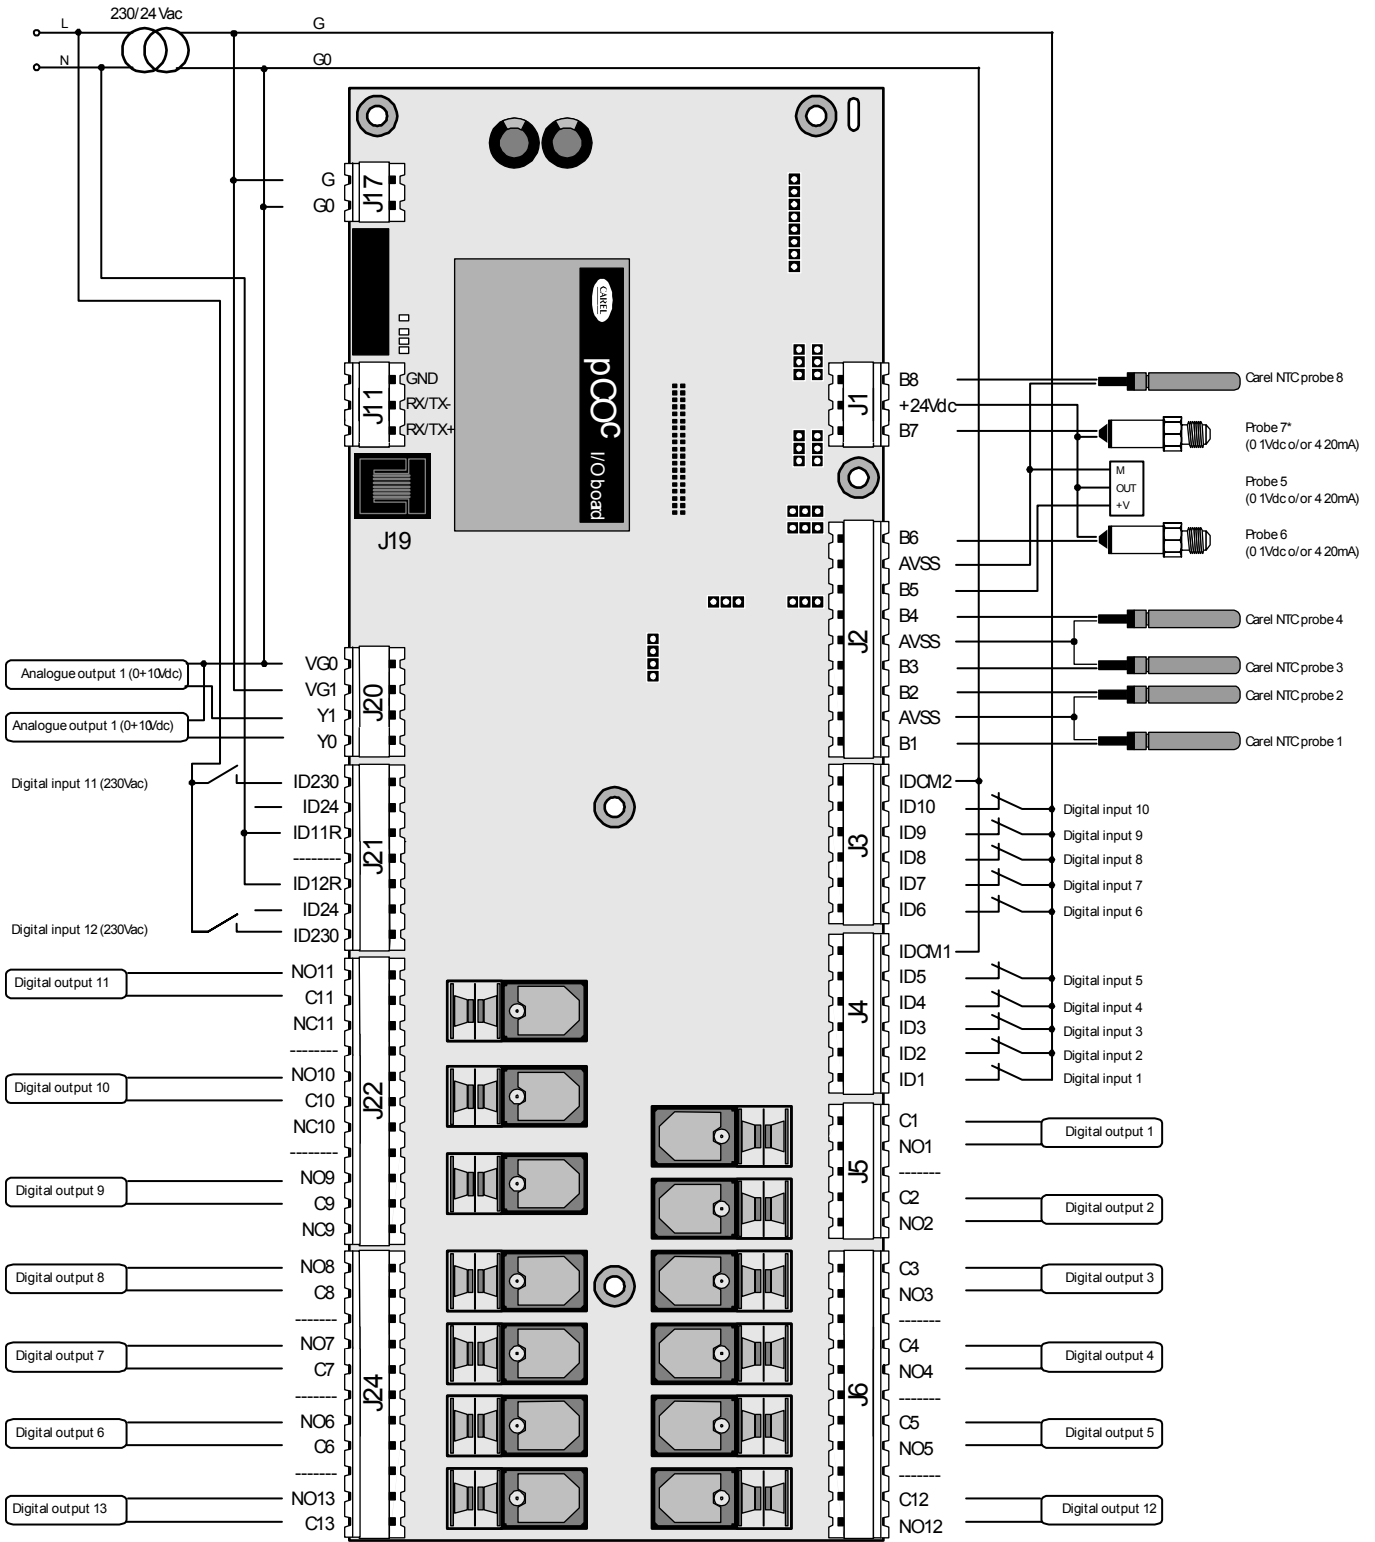 230/24 Vac
L
G
N
G0
G
G0
J17
CAREL
pCOc
I/O board
J11
GND
RX/TX-
RX/TX+
J19
J1
B8
+24Vdc
B7
Carel NTC probe 8
Probe 7*
(0 1Vdc o/or 4 20mA)
M
OUT
+V
Probe 5
(0 1Vdc o/or 4 20mA)
Probe 6
(0 1Vdc o/or 4 20mA)
J2
B6
AVSS
B5
B4
AVSS
B3
B2
AVSS
B1
Carel NTC probe 4
Carel NTC probe 3
Carel NTC probe 2
Carel NTC probe 1
Analogue output 1 (0+10Vdc)
Analogue output 1 (0+10Vdc)
VG0
VG1
Y1
Y0
J20
Digital input 11 (230Vac)
Digital input 12 (230Vac)
ID230
ID24
ID11R
--------
ID12R
ID24
ID230
J21
J3
IDCM2
ID10
ID9
ID8
ID7
ID6
Digital input 10
Digital input 9
Digital input 8
Digital input 7
Digital input 6
J4
IDCM1
ID5
ID4
ID3
ID2
ID1
Digital input 5
Digital input 4
Digital input 3
Digital input 2
Digital input 1
Digital output 11
Digital output 10
Digital output 9
NO11
C11
NC11
--------
NO10
C10
NC10
--------
NO9
C9
NC9
J22
J5
C1
NO1
-------
C2
NO2
Digital output 1
Digital output 2
Digital output 8
Digital output 7
Digital output 6
Digital output 13
NO8
C8
-------
NO7
C7
-------
NO6
C6
-------
NO13
C13
J24
J6
C3
NO3
-------
C4
NO4
-------
C5
NO5
-------
C12
NO12
Digital output 3
Digital output 4
Digital output 5
Digital output 12